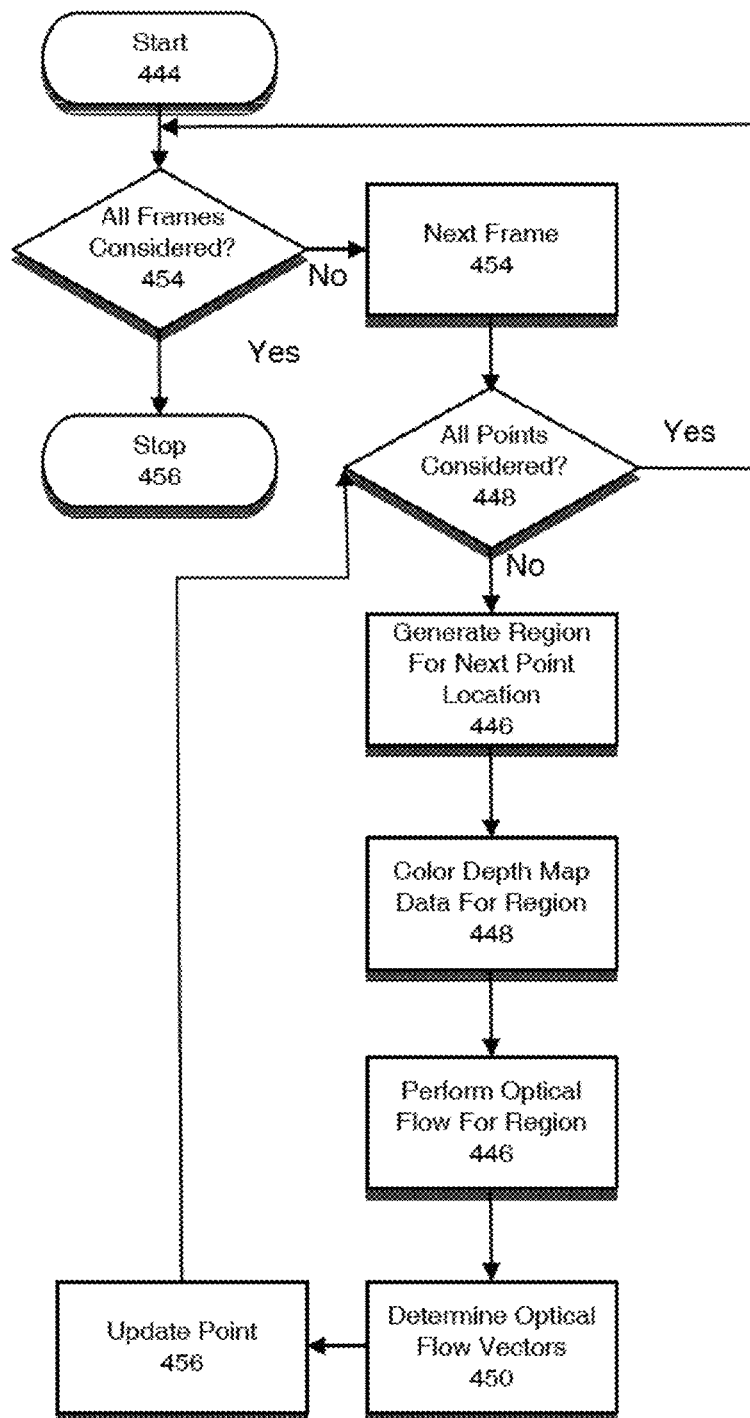 Start
444
All Frames
Considered?
454
No
Next Frame
454
Yes
Stop
456
All Points
Considered?
448
Yes
No
Generate Region
For Next Point
Location
446
Color Depth Map
Data For Region
448
Perform Optical
Flow For Region
446
Determine Optical
Flow Vectors
450
Update Point
456